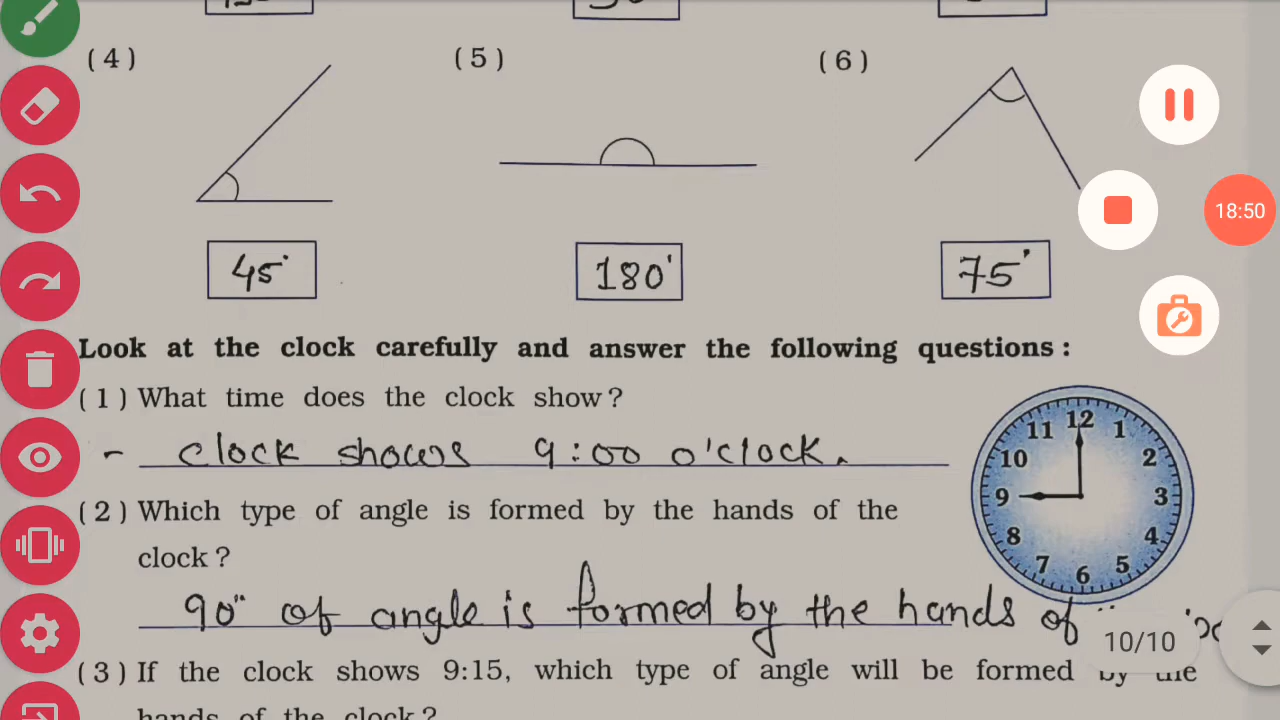 ( 4 ) ( 5 ) ( 6 )
45° 180° 75°
Look at the clock carefully and answer the following questions :
( 1 ) What time does the clock show ?
- clock shows 9:00 o'clock.
( 2 ) Which type of angle is formed by the hands of the
clock ?
90° of angle is formed by the hands of
( 3 ) If the clock shows 9:15, which type of angle will be formed by the
hands of the clock ?
12
11 1
10 2
9 3
8 4
7 5
6
18:50
10/10